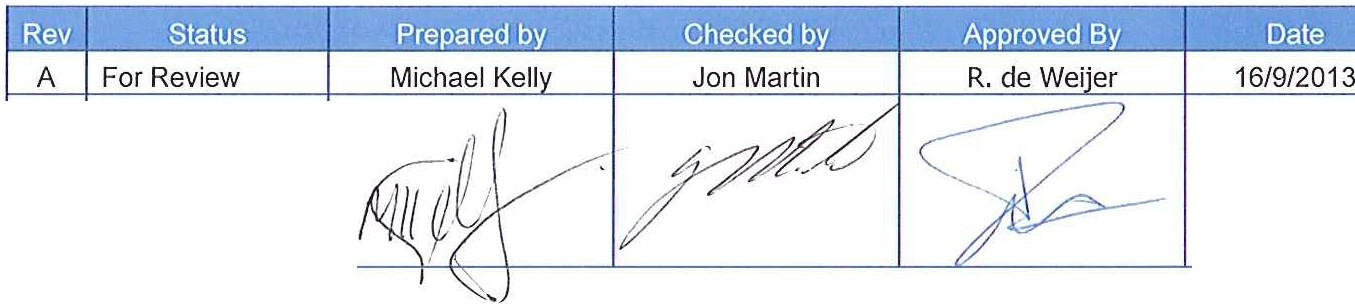 Rev Status Prepared by Checked by Approved By Date
A For Review Michael Kelly Jon Martin R. de Weijer 16/9/2013